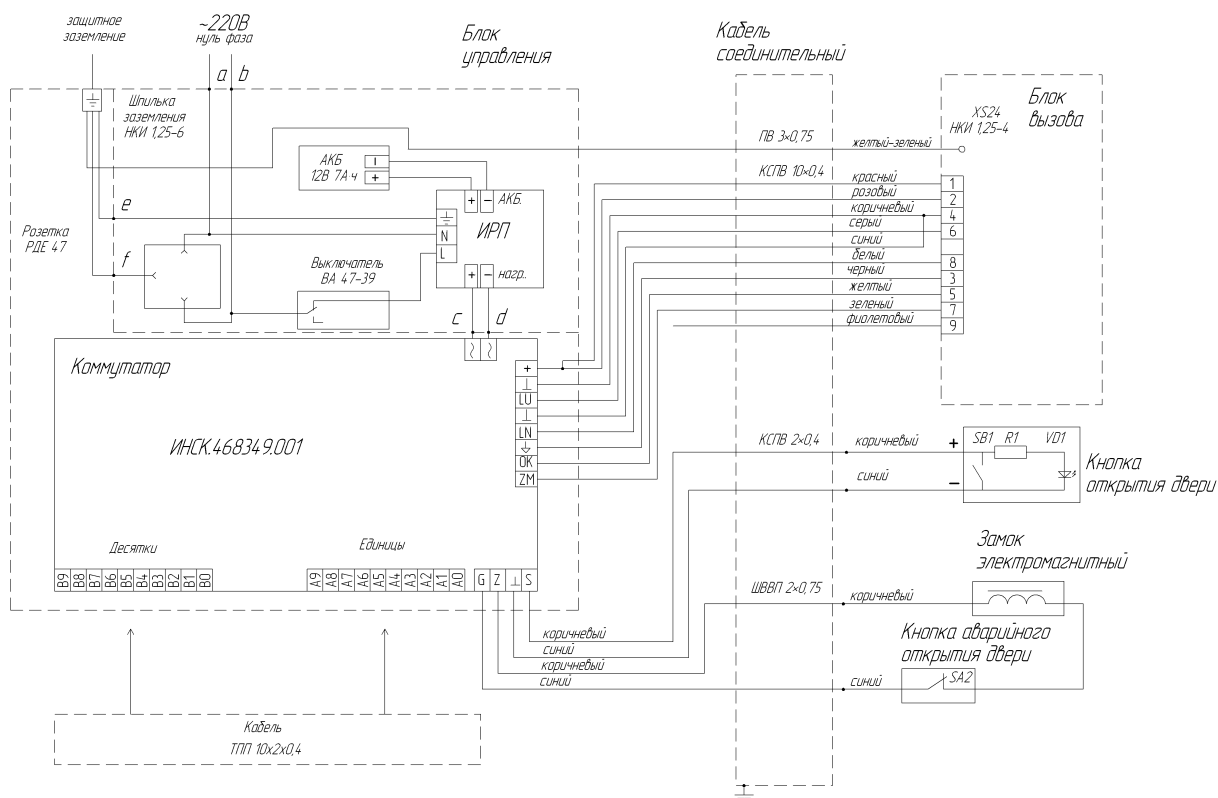 защитное
заземление
~220В
нуль фаза
a
b
Блок
управления
Кабель
соединительный
Шпилька
заземления
НКИ 1,25-6
АКБ
12В 7А ч
−
+
+
−
АКБ.
ИРП
N
L
+
−
нагр..
e
f
Розетка
РДЕ 47
Выключатель
ВА 47-39
c
d
ПВ 3×0,75
желтый-зеленый
XS24
НКИ 1,25-4
Блок
вызова
КСПВ 10×0,4
красный
1
розовый
2
коричневый
4
серый
6
синий
белый
8
черный
3
желтый
5
зеленый
7
фиолетовый
9
Коммутатор
ИНСК.468349.001
+
⊥
LU
⊥
LN
OK
ZM
Десятки
Единицы
B9
B8
B7
B6
B5
B4
B3
B2
B1
B0
A9
A8
A7
A6
A5
A4
A3
A2
A1
A0
G
Z
⊥
S
КСПВ 2×0,4
коричневый
+
SB1
R1
VD1
синий
−
Кнопка
открытия двери
Замок
электромагнитный
ШВВП 2×0,75
коричневый
Кнопка аварийного
открытия двери
синий
SA2
коричневый
синий
коричневый
синий
Кабель
ТПП 10х2х0,4